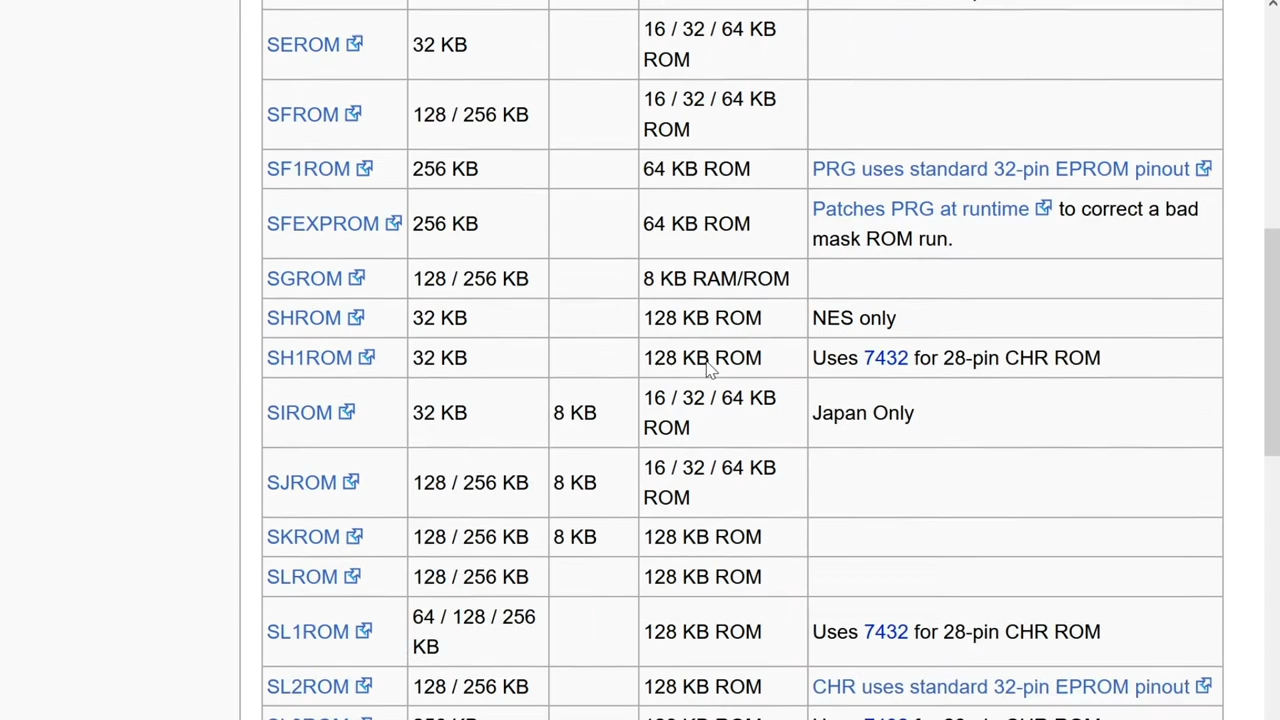 SEROM 32 KB 16 / 32 / 64 KB
ROM
SFROM 128 / 256 KB 16 / 32 / 64 KB
ROM
SF1ROM 256 KB 64 KB ROM PRG uses standard 32-pin EPROM pinout
SFEXPROM 256 KB 64 KB ROM Patches PRG at runtime to correct a bad
mask ROM run.
SGROM 128 / 256 KB 8 KB RAM/ROM
SHROM 32 KB 128 KB ROM NES only
SH1ROM 32 KB 128 KB ROM Uses 7432 for 28-pin CHR ROM
SIROM 32 KB 8 KB 16 / 32 / 64 KB
ROM Japan Only
SJROM 128 / 256 KB 8 KB 16 / 32 / 64 KB
ROM
SKROM 128 / 256 KB 8 KB 128 KB ROM
SLROM 128 / 256 KB 128 KB ROM
SL1ROM 64 / 128 / 256
KB 128 KB ROM Uses 7432 for 28-pin CHR ROM
SL2ROM 128 / 256 KB 128 KB ROM CHR uses standard 32-pin EPROM pinout